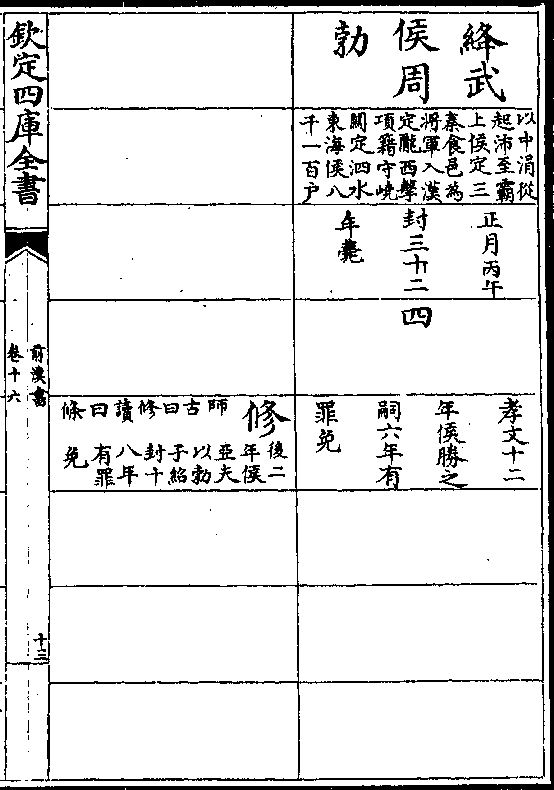 絳武
侯周
勃
以中涓從
起沛至霸
上侯定三
秦食邑為
將軍入漢
定隴西擊
項籍守嶢
關定泗水
東海侯八
千一百户
正月丙午
封三十二
年薨
四
孝文十二
年侯勝之
嗣六年有
罪免
修
後二
年侯
亞夫
以勃
子紹
封十
八年
有罪
免
師古曰修讀曰條
欽定四庫全書
前漢書
卷十六
十三